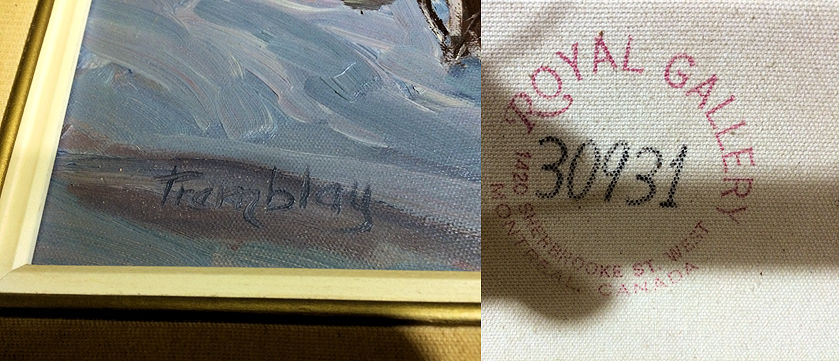 Tremblay
ROYAL GALLERY
30931
1420 SHERBROOKE ST. WEST
MONTREAL, CANADA